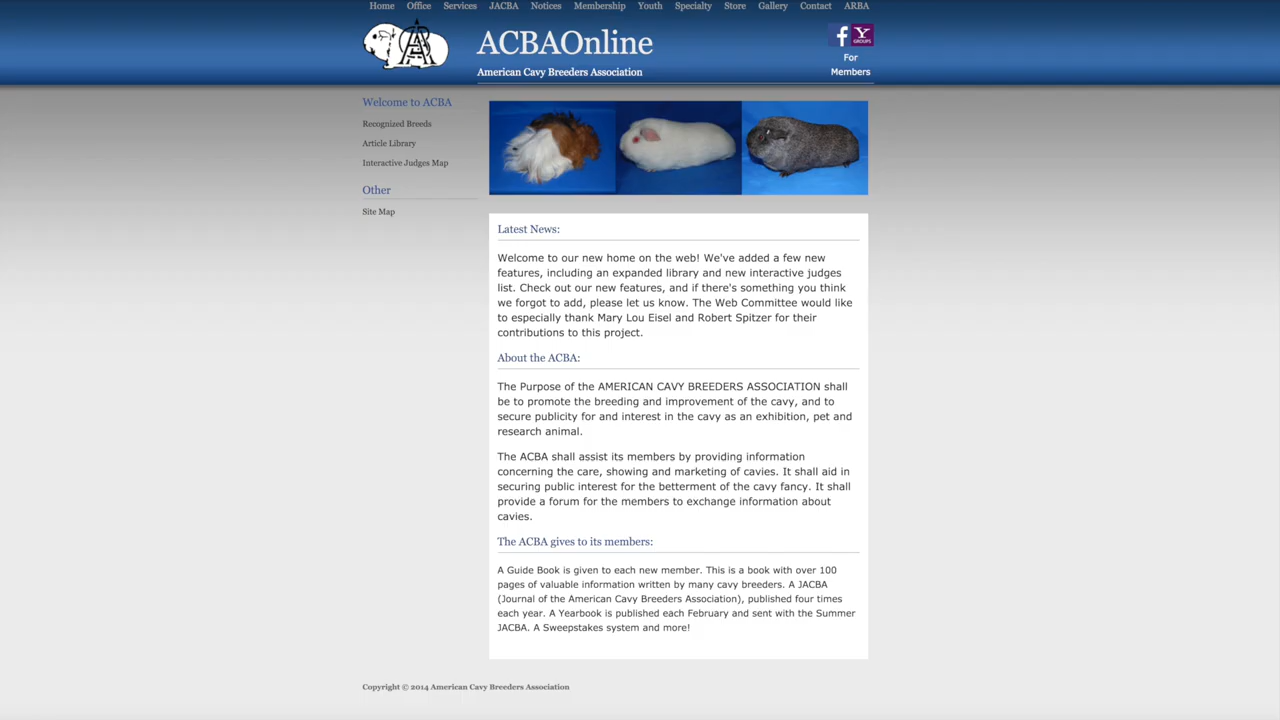 Home Office Services JACBA Notices Membership Youth Specialty Store Gallery Contact ARBA
ACBAOnline
American Cavy Breeders Association
f Y GROUPS
For
Members
Welcome to ACBA
Recognized Breeds
Article Library
Interactive Judges Map
Other
Site Map
Latest News:
Welcome to our new home on the web! We've added a few new
features, including an expanded library and new interactive judges
list. Check out our new features, and if there's something you think
we forgot to add, please let us know. The Web Committee would like
to especially thank Mary Lou Eisel and Robert Spitzer for their
contributions to this project.
About the ACBA:
The Purpose of the AMERICAN CAVY BREEDERS ASSOCIATION shall
be to promote the breeding and improvement of the cavy, and to
secure publicity for and interest in the cavy as an exhibition, pet and
research animal.
The ACBA shall assist its members by providing information
concerning the care, showing and marketing of cavies. It shall aid in
securing public interest for the betterment of the cavy fancy. It shall
provide a forum for the members to exchange information about
cavies.
The ACBA gives to its members:
A Guide Book is given to each new member. This is a book with over 100
pages of valuable information written by many cavy breeders. A JACBA
(Journal of the American Cavy Breeders Association), published four times
each year. A Yearbook is published each February and sent with the Summer
JACBA. A Sweepstakes system and more!
Copyright © 2014 American Cavy Breeders Association